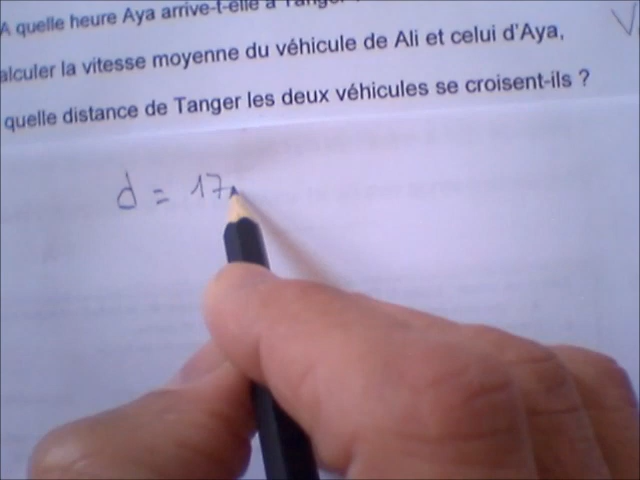 A quelle heure Aya arrive-t-elle à Tanger
alculer la vitesse moyenne du véhicule de Ali et celui d'Aya,
quelle distance de Tanger les deux véhicules se croisent-ils ?
d = 17